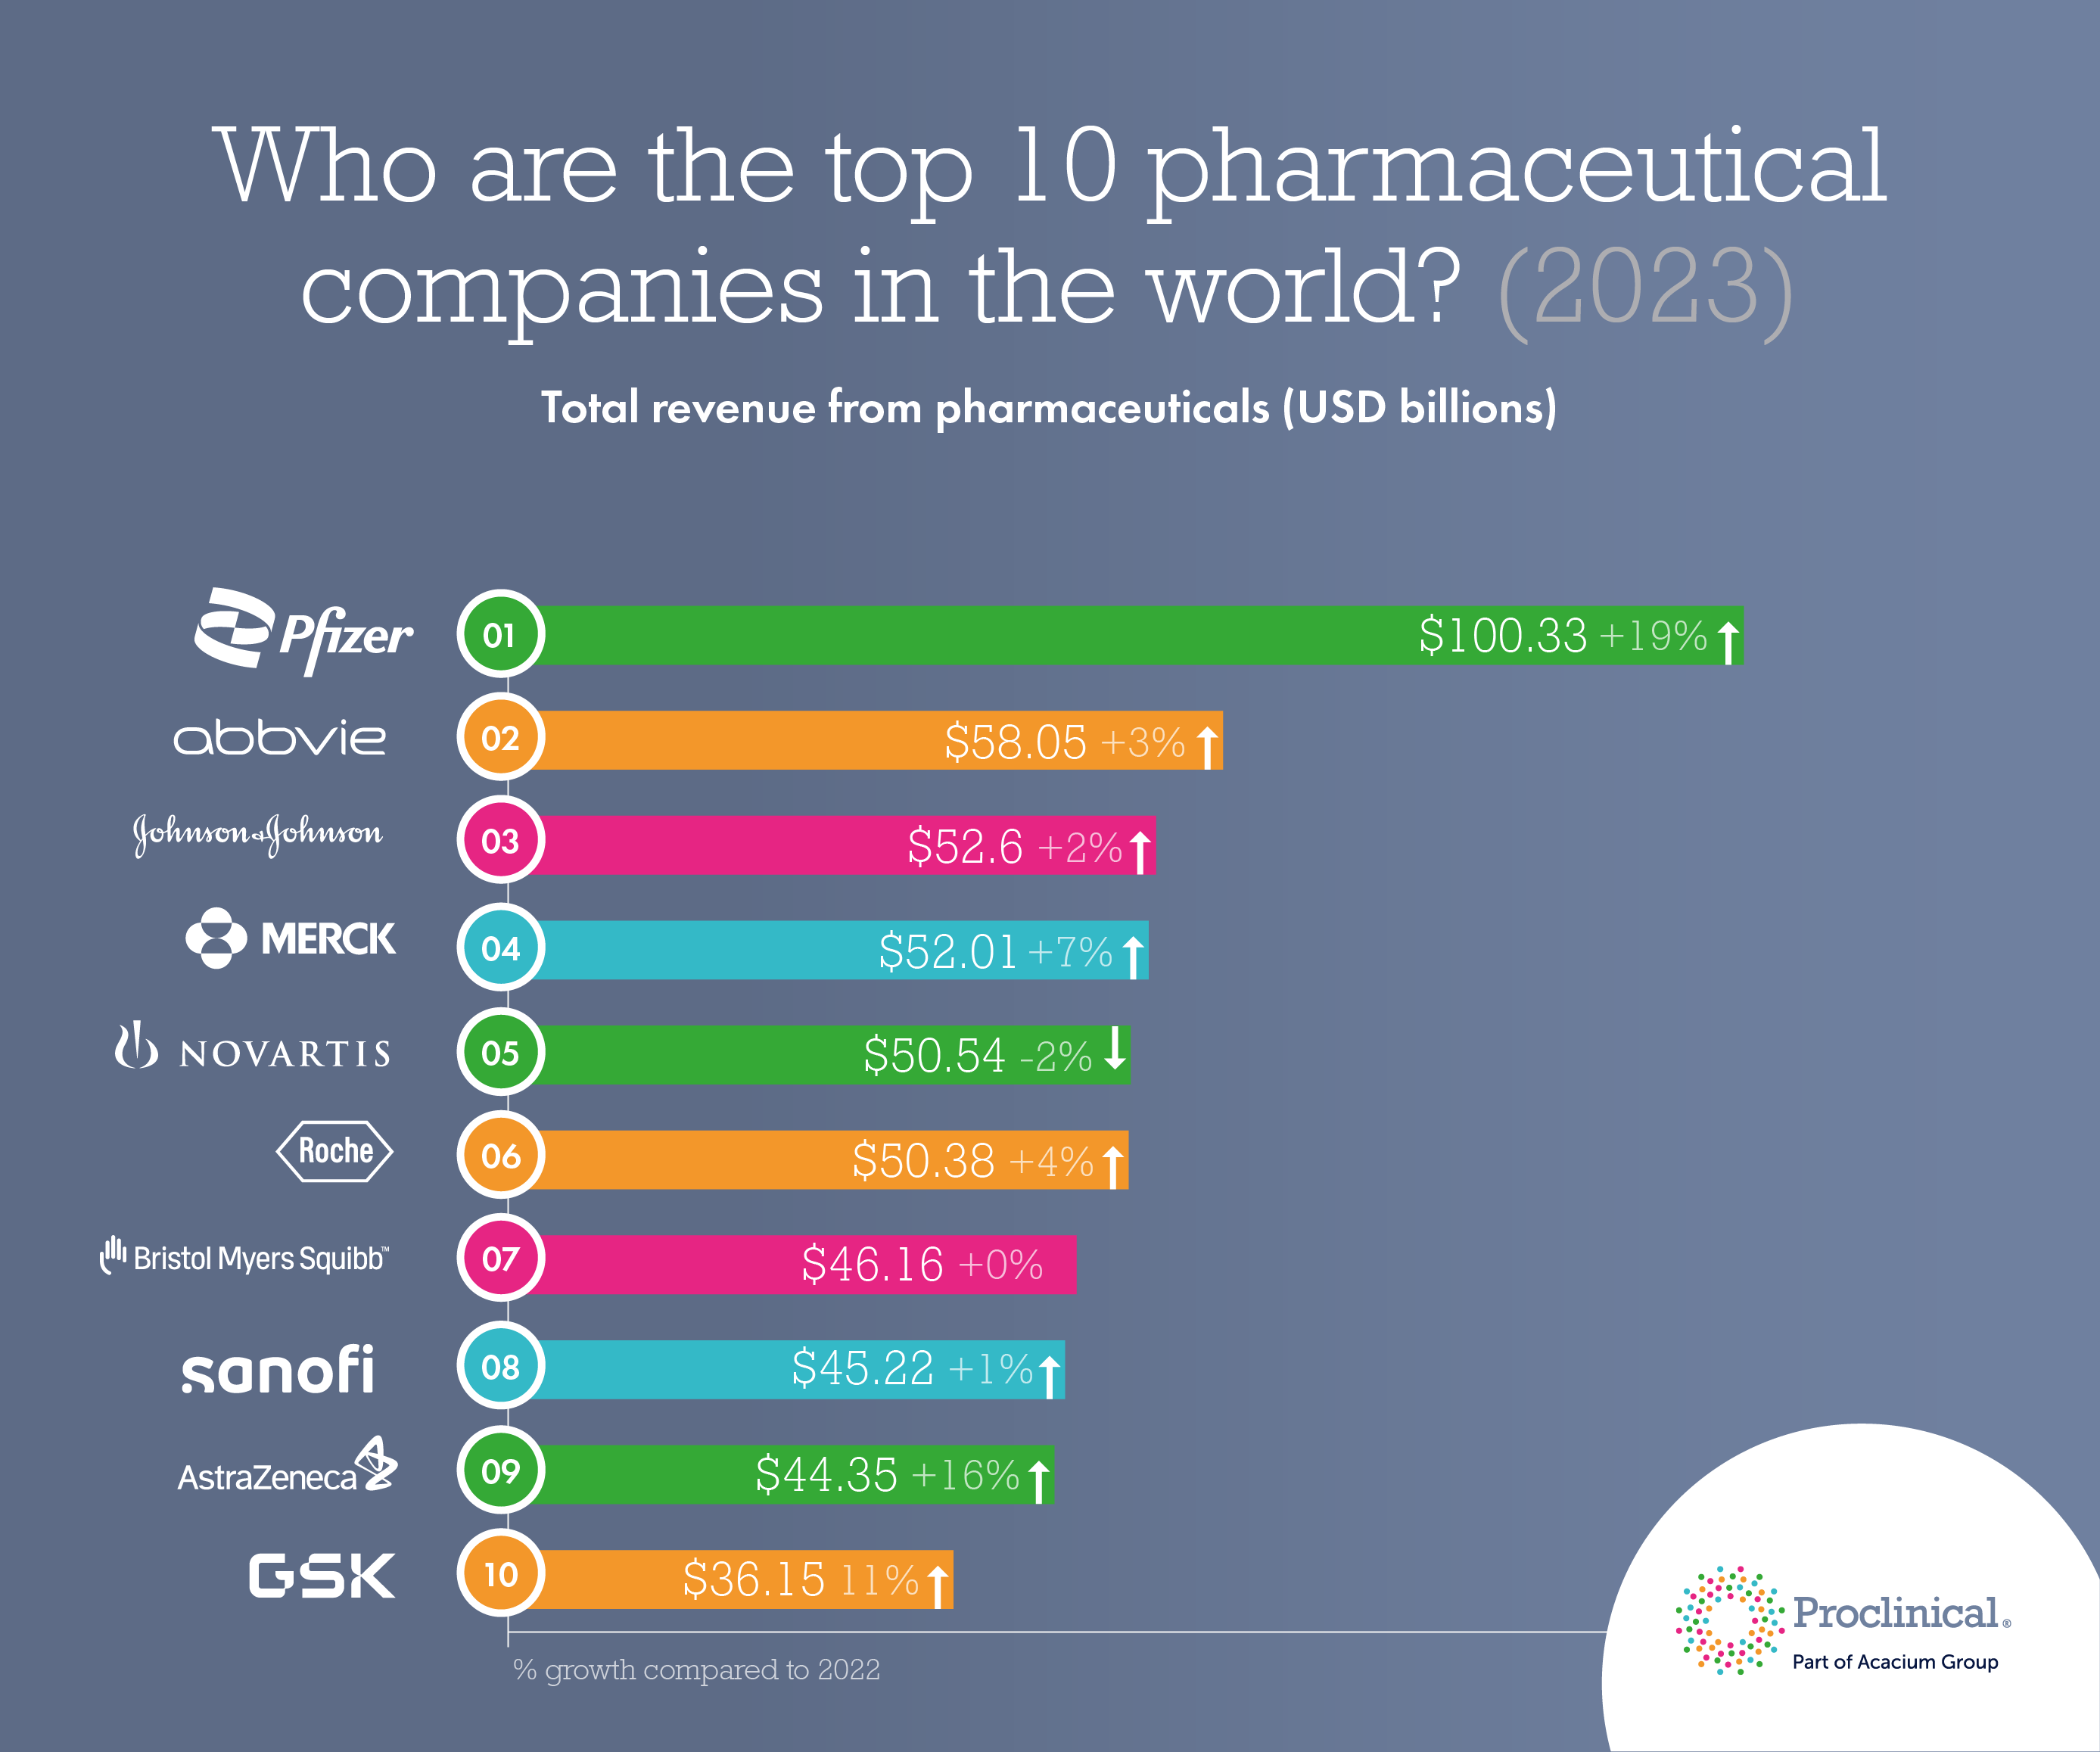 Who are the top 10 pharmaceutical
companies in the world? (2023)
Total revenue from pharmaceuticals (USD billions)
Pfizer 01 $100.33 +19%
abbvie 02 $58.05 +3%
Johnson & Johnson 03 $52.6 +2%
MERCK 04 $52.01 +7%
NOVARTIS 05 $50.54 -2%
Roche 06 $50.38 +4%
Bristol Myers Squibb™ 07 $46.16 +0%
sanofi 08 $45.22 +1%
AstraZeneca 09 $44.35 +16%
GSK 10 $36.15 11%
% growth compared to 2022
Proclinical®
Part of Acacium Group